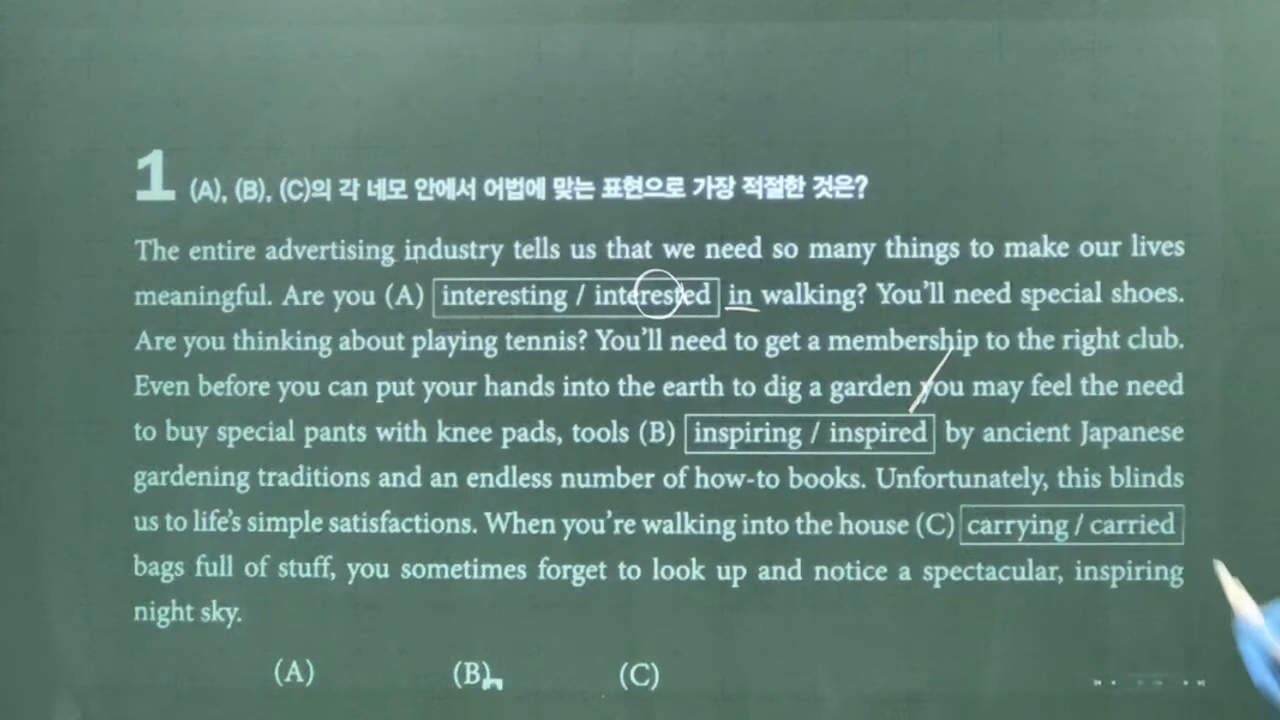 1 (A), (B), (C)의 각 네모 안에서 어법에 맞는 표현으로 가장 적절한 것은?
The entire advertising industry tells us that we need so many things to make our lives
meaningful. Are you (A) interesting / interested in walking? You'll need special shoes.
Are you thinking about playing tennis? You'll need to get a membership to the right club.
Even before you can put your hands into the earth to dig a garden you may feel the need
to buy special pants with knee pads, tools (B) inspiring / inspired by ancient Japanese
gardening traditions and an endless number of how-to books. Unfortunately, this blinds
us to life's simple satisfactions. When you're walking into the house (C) carrying / carried
bags full of stuff, you sometimes forget to look up and notice a spectacular, inspiring
night sky.
(A) (B) (C)